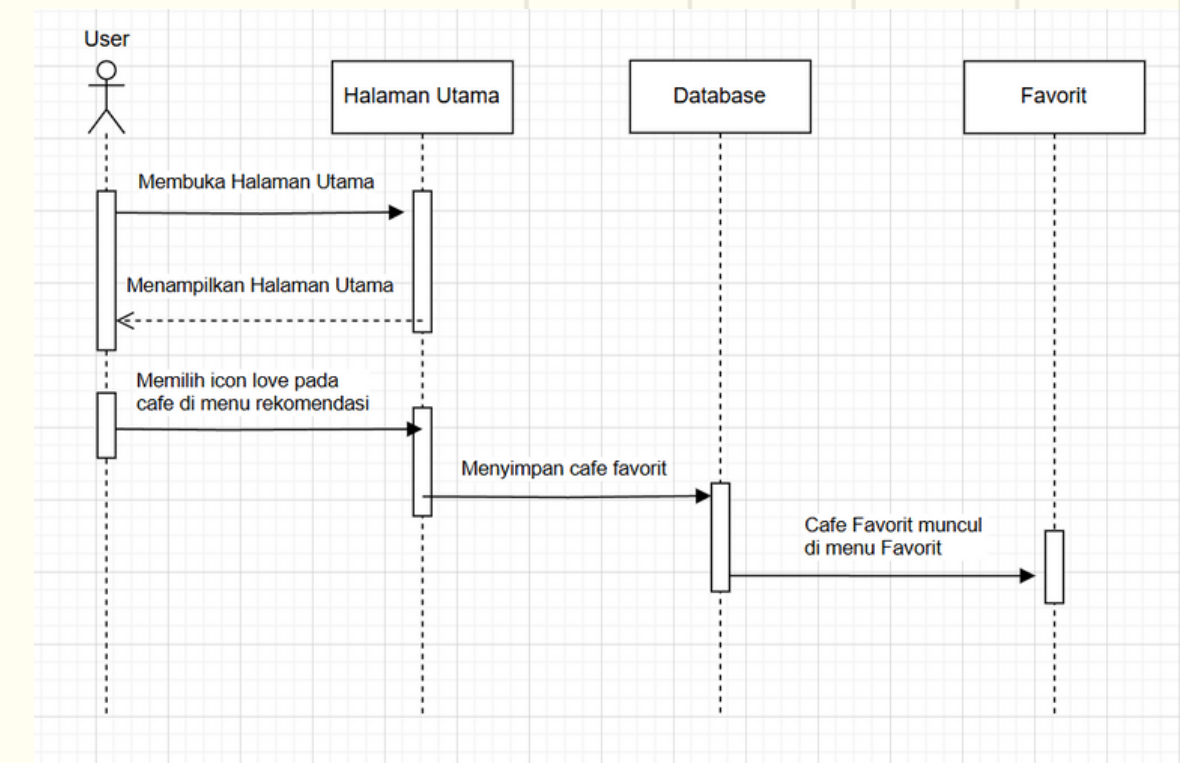 User
Halaman Utama
Database
Favorit
Membuka Halaman Utama
Menampilkan Halaman Utama
Memilih icon love pada
cafe di menu rekomendasi
Menyimpan cafe favorit
Cafe Favorit muncul
di menu Favorit